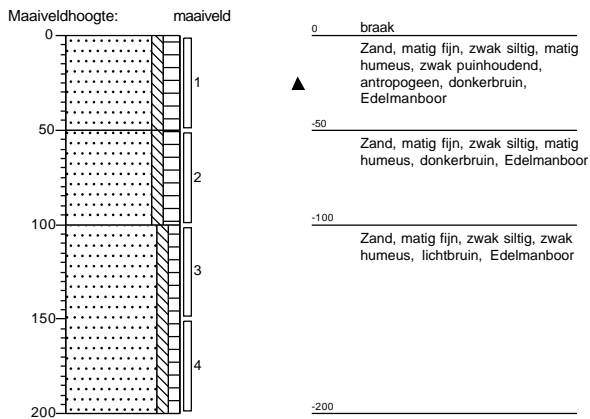 Maaiveldhoogte: maaiveld
0
50
100
150
200
1
2
3
4
0 braak
Zand, matig fijn, zwak siltig, matig
humeus, zwak puinhoudend,
antropogeen, donkerbruin,
Edelmanboor
-50
Zand, matig fijn, zwak siltig, matig
humeus, donkerbruin, Edelmanboor
-100
Zand, matig fijn, zwak siltig, zwak
humeus, lichtbruin, Edelmanboor
-200